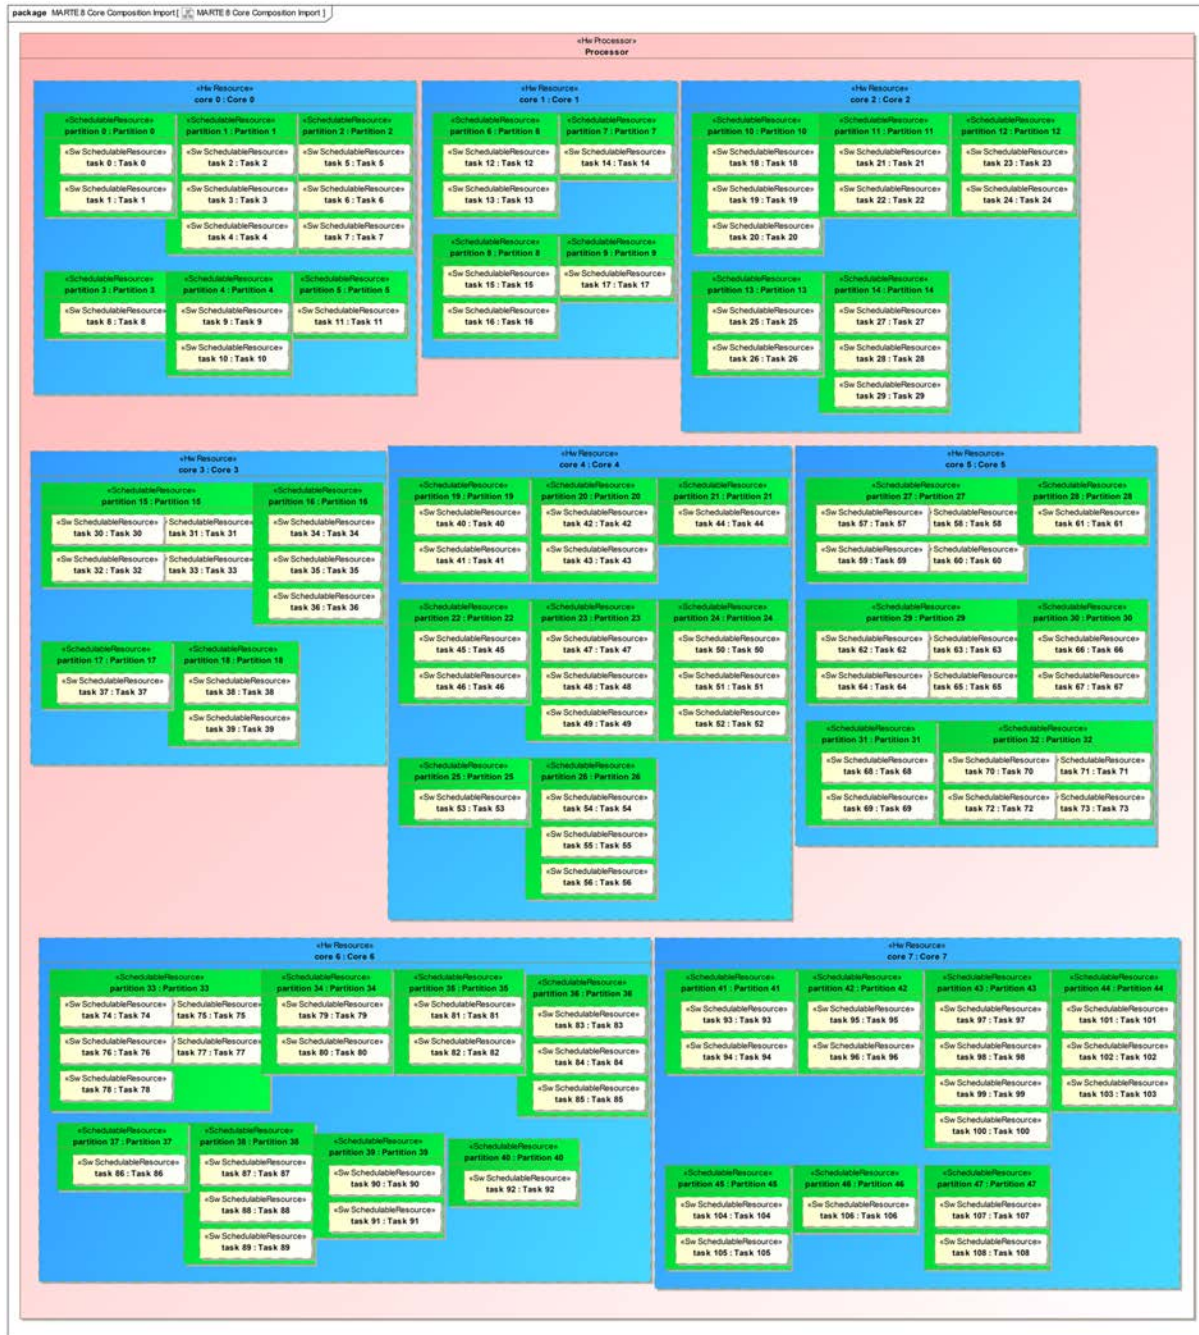 package MARTE 8 Core Composition Import [ MARTE 8 Core Composition Import ]
«Hw Processor»
Processor
«Hw Resource»
core 0 : Core 0
«SchedulableResource»
partition 0 : Partition 0
«Sw SchedulableResource»
task 0 : Task 0
«Sw SchedulableResource»
task 1 : Task 1
«SchedulableResource»
partition 1 : Partition 1
«Sw SchedulableResource»
task 2 : Task 2
«Sw SchedulableResource»
task 3 : Task 3
«Sw SchedulableResource»
task 4 : Task 4
«SchedulableResource»
partition 2 : Partition 2
«Sw SchedulableResource»
task 5 : Task 5
«Sw SchedulableResource»
task 6 : Task 6
«Sw SchedulableResource»
task 7 : Task 7
«SchedulableResource»
partition 3 : Partition 3
«Sw SchedulableResource»
task 8 : Task 8
«SchedulableResource»
partition 4 : Partition 4
«Sw SchedulableResource»
task 9 : Task 9
«Sw SchedulableResource»
task 10 : Task 10
«SchedulableResource»
partition 5 : Partition 5
«Sw SchedulableResource»
task 11 : Task 11
«Hw Resource»
core 1 : Core 1
«SchedulableResource»
partition 6 : Partition 6
«Sw SchedulableResource»
task 12 : Task 12
«Sw SchedulableResource»
task 13 : Task 13
«SchedulableResource»
partition 7 : Partition 7
«Sw SchedulableResource»
task 14 : Task 14
«SchedulableResource»
partition 8 : Partition 8
«Sw SchedulableResource»
task 15 : Task 15
«Sw SchedulableResource»
task 16 : Task 16
«SchedulableResource»
partition 9 : Partition 9
«Sw SchedulableResource»
task 17 : Task 17
«Hw Resource»
core 2 : Core 2
«SchedulableResource»
partition 10 : Partition 10
«Sw SchedulableResource»
task 18 : Task 18
«Sw SchedulableResource»
task 19 : Task 19
«Sw SchedulableResource»
task 20 : Task 20
«SchedulableResource»
partition 11 : Partition 11
«Sw SchedulableResource»
task 21 : Task 21
«Sw SchedulableResource»
task 22 : Task 22
«SchedulableResource»
partition 12 : Partition 12
«Sw SchedulableResource»
task 23 : Task 23
«Sw SchedulableResource»
task 24 : Task 24
«SchedulableResource»
partition 13 : Partition 13
«Sw SchedulableResource»
task 25 : Task 25
«Sw SchedulableResource»
task 26 : Task 26
«SchedulableResource»
partition 14 : Partition 14
«Sw SchedulableResource»
task 27 : Task 27
«Sw SchedulableResource»
task 28 : Task 28
«Sw SchedulableResource»
task 29 : Task 29
«Hw Resource»
core 3 : Core 3
«SchedulableResource»
partition 15 : Partition 15
«Sw SchedulableResource»
task 30 : Task 30
SchedulableResource»
task 31 : Task 31
«Sw SchedulableResource»
task 32 : Task 32
SchedulableResource»
task 33 : Task 33
«SchedulableResource»
partition 16 : Partition 16
«Sw SchedulableResource»
task 34 : Task 34
«Sw SchedulableResource»
task 35 : Task 35
«Sw SchedulableResource»
task 36 : Task 36
«SchedulableResource»
partition 17 : Partition 17
«Sw SchedulableResource»
task 37 : Task 37
«SchedulableResource»
partition 18 : Partition 18
«Sw SchedulableResource»
task 38 : Task 38
«Sw SchedulableResource»
task 39 : Task 39
«Hw Resource»
core 4 : Core 4
«SchedulableResource»
partition 19 : Partition 19
«Sw SchedulableResource»
task 40 : Task 40
«Sw SchedulableResource»
task 41 : Task 41
«SchedulableResource»
partition 20 : Partition 20
«Sw SchedulableResource»
task 42 : Task 42
«Sw SchedulableResource»
task 43 : Task 43
«SchedulableResource»
partition 21 : Partition 21
«Sw SchedulableResource»
task 44 : Task 44
«SchedulableResource»
partition 22 : Partition 22
«Sw SchedulableResource»
task 45 : Task 45
«Sw SchedulableResource»
task 46 : Task 46
«SchedulableResource»
partition 23 : Partition 23
«Sw SchedulableResource»
task 47 : Task 47
«Sw SchedulableResource»
task 48 : Task 48
«Sw SchedulableResource»
task 49 : Task 49
«SchedulableResource»
partition 24 : Partition 24
«Sw SchedulableResource»
task 50 : Task 50
«Sw SchedulableResource»
task 51 : Task 51
«Sw SchedulableResource»
task 52 : Task 52
«SchedulableResource»
partition 25 : Partition 25
«Sw SchedulableResource»
task 53 : Task 53
«SchedulableResource»
partition 26 : Partition 26
«Sw SchedulableResource»
task 54 : Task 54
«Sw SchedulableResource»
task 55 : Task 55
«Sw SchedulableResource»
task 56 : Task 56
«Hw Resource»
core 5 : Core 5
«SchedulableResource»
partition 27 : Partition 27
«Sw SchedulableResource»
task 57 : Task 57
SchedulableResource»
task 58 : Task 58
«Sw SchedulableResource»
task 59 : Task 59
SchedulableResource»
task 60 : Task 60
«SchedulableResource»
partition 28 : Partition 28
«Sw SchedulableResource»
task 61 : Task 61
«SchedulableResource»
partition 29 : Partition 29
«Sw SchedulableResource»
task 62 : Task 62
SchedulableResource»
task 63 : Task 63
«Sw SchedulableResource»
task 64 : Task 64
SchedulableResource»
task 65 : Task 65
«SchedulableResource»
partition 30 : Partition 30
«Sw SchedulableResource»
task 66 : Task 66
«Sw SchedulableResource»
task 67 : Task 67
«SchedulableResource»
partition 31 : Partition 31
«Sw SchedulableResource»
task 68 : Task 68
«Sw SchedulableResource»
task 69 : Task 69
«SchedulableResource»
partition 32 : Partition 32
«Sw SchedulableResource»
task 70 : Task 70
SchedulableResource»
task 71 : Task 71
«Sw SchedulableResource»
task 72 : Task 72
SchedulableResource»
task 73 : Task 73
«Hw Resource»
core 6 : Core 6
«SchedulableResource»
partition 33 : Partition 33
«Sw SchedulableResource»
task 74 : Task 74
SchedulableResource»
task 75 : Task 75
«Sw SchedulableResource»
task 76 : Task 76
SchedulableResource»
task 77 : Task 77
«Sw SchedulableResource»
task 78 : Task 78
«SchedulableResource»
partition 34 : Partition 34
«Sw SchedulableResource»
task 79 : Task 79
«Sw SchedulableResource»
task 80 : Task 80
«SchedulableResource»
partition 35 : Partition 35
«Sw SchedulableResource»
task 81 : Task 81
«Sw SchedulableResource»
task 82 : Task 82
«SchedulableResource»
partition 36 : Partition 36
«Sw SchedulableResource»
task 83 : Task 83
«Sw SchedulableResource»
task 84 : Task 84
«Sw SchedulableResource»
task 85 : Task 85
«SchedulableResource»
partition 37 : Partition 37
«Sw SchedulableResource»
task 86 : Task 86
«SchedulableResource»
partition 38 : Partition 38
«Sw SchedulableResource»
task 87 : Task 87
«Sw SchedulableResource»
task 88 : Task 88
«Sw SchedulableResource»
task 89 : Task 89
«SchedulableResource»
partition 39 : Partition 39
«Sw SchedulableResource»
task 90 : Task 90
«Sw SchedulableResource»
task 91 : Task 91
«SchedulableResource»
partition 40 : Partition 40
«Sw SchedulableResource»
task 92 : Task 92
«Hw Resource»
core 7 : Core 7
«SchedulableResource»
partition 41 : Partition 41
«Sw SchedulableResource»
task 93 : Task 93
«Sw SchedulableResource»
task 94 : Task 94
«SchedulableResource»
partition 42 : Partition 42
«Sw SchedulableResource»
task 95 : Task 95
«Sw SchedulableResource»
task 96 : Task 96
«SchedulableResource»
partition 43 : Partition 43
«Sw SchedulableResource»
task 97 : Task 97
«Sw SchedulableResource»
task 98 : Task 98
«Sw SchedulableResource»
task 99 : Task 99
«Sw SchedulableResource»
task 100 : Task 100
«SchedulableResource»
partition 44 : Partition 44
«Sw SchedulableResource»
task 101 : Task 101
«Sw SchedulableResource»
task 102 : Task 102
«Sw SchedulableResource»
task 103 : Task 103
«SchedulableResource»
partition 45 : Partition 45
«Sw SchedulableResource»
task 104 : Task 104
«Sw SchedulableResource»
task 105 : Task 105
«SchedulableResource»
partition 46 : Partition 46
«Sw SchedulableResource»
task 106 : Task 106
«SchedulableResource»
partition 47 : Partition 47
«Sw SchedulableResource»
task 107 : Task 107
«Sw SchedulableResource»
task 108 : Task 108